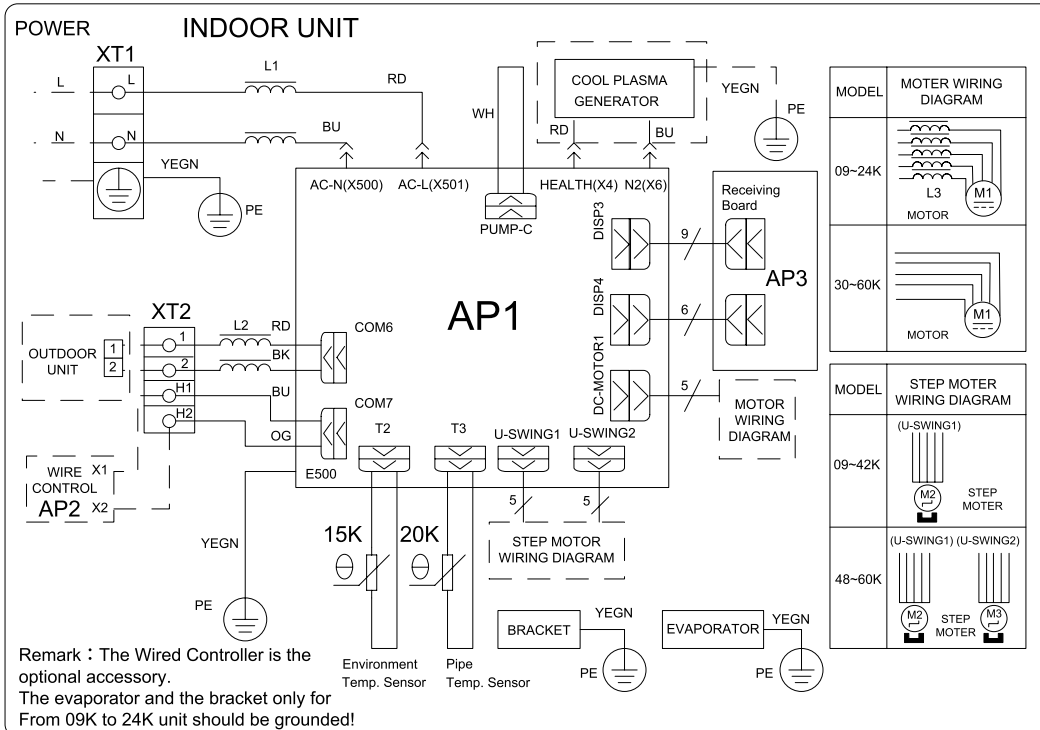 POWER
INDOOR UNIT
XT1
L
L
L1
RD
N
N
BU
YEGN
PE
AC-N(X500)
AC-L(X501)
WH
PUMP-C
COOL PLASMA
GENERATOR
RD
BU
YEGN
PE
HEALTH(X4)
N2(X6)
DISP3
9
DISP4
6
DC-MOTOR1
5
Receiving
Board
AP3
AP1
MOTOR
WIRING
DIAGRAM
XT2
L2
RD
BK
BU
OG
1
2
H1
H2
COM6
COM7
OUTDOOR
UNIT
1
2
WIRE
CONTROL
AP2
X1
X2
E500
YEGN
PE
T2
T3
U-SWING1
U-SWING2
15K
20K
5
5
STEP MOTOR
WIRING DIAGRAM
Environment
Temp. Sensor
Pipe
Temp. Sensor
BRACKET
YEGN
PE
EVAPORATOR
YEGN
PE
MODEL
MOTER WIRING
DIAGRAM
09~24K
L3
M1
MOTOR
30~60K
M1
MOTOR
MODEL
STEP MOTER
WIRING DIAGRAM
09~42K
(U-SWING1)
M2
STEP
MOTER
48~60K
(U-SWING1) (U-SWING2)
M2
STEP
MOTER
M3
Remark：The Wired Controller is the
optional accessory.
The evaporator and the bracket only for
From 09K to 24K unit should be grounded!